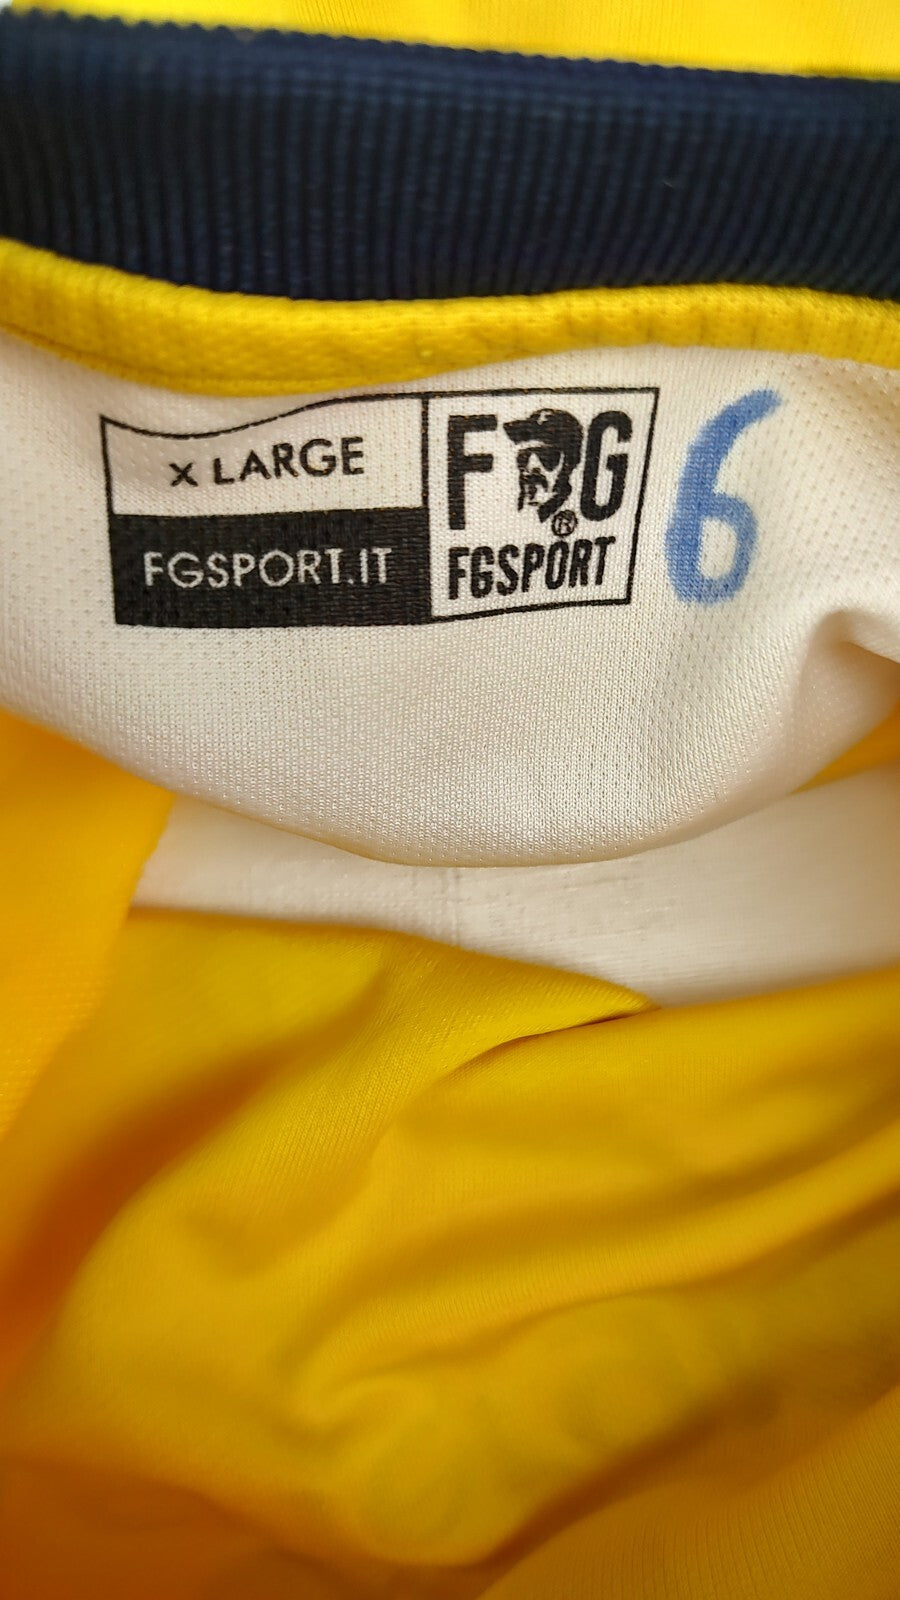 X LARGE
FGSPORT.IT
FG
®
FGSPORT
6